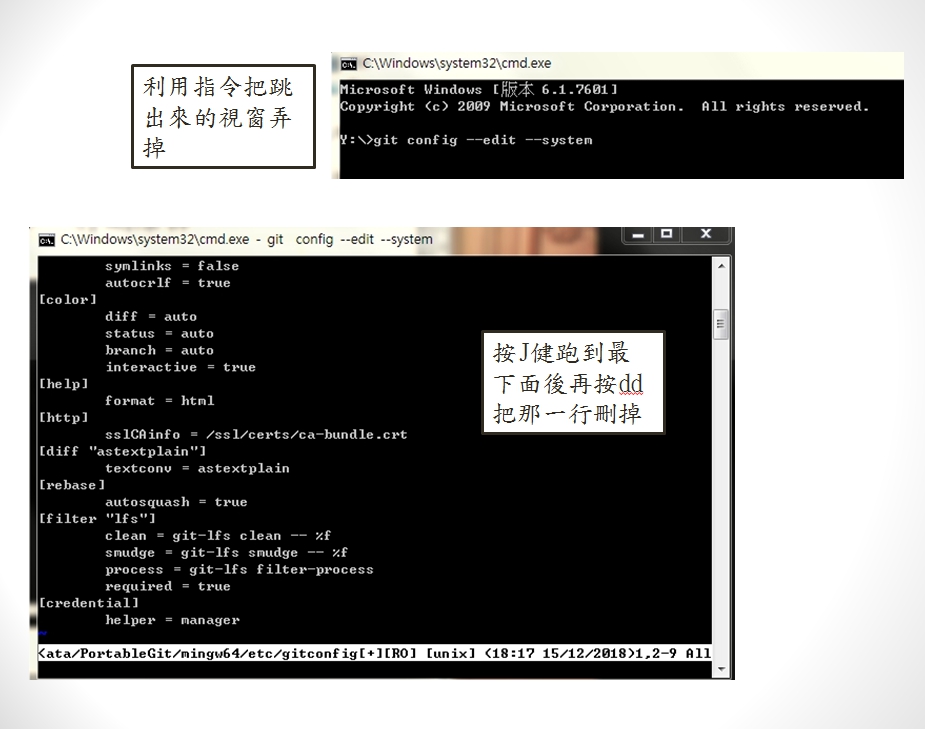 利用指令把跳
出來的視窗弄
掉
C:\Windows\system32\cmd.exe
Microsoft Windows [版本 6.1.7601]
Copyright (c) 2009 Microsoft Corporation.  All rights reserved.
Y:\>git config --edit --system
C:\Windows\system32\cmd.exe - git  config --edit --system
symlinks = false
autocrlf = true
[color]
diff = auto
status = auto
branch = auto
interactive = true
[help]
format = html
[http]
sslCAinfo = /ssl/certs/ca-bundle.crt
[diff "astextplain"]
textconv = astextplain
[rebase]
autosquash = true
[filter "lfs"]
clean = git-lfs clean -- %f
smudge = git-lfs smudge -- %f
process = git-lfs filter-process
required = true
[credential]
helper = manager
~
<ata/PortableGit/mingw64/etc/gitconfig[+][RO] [unix] (18:17 15/12/2018)1,2-9 All
按J健跑到最
下面後再按dd
把那一行刪掉